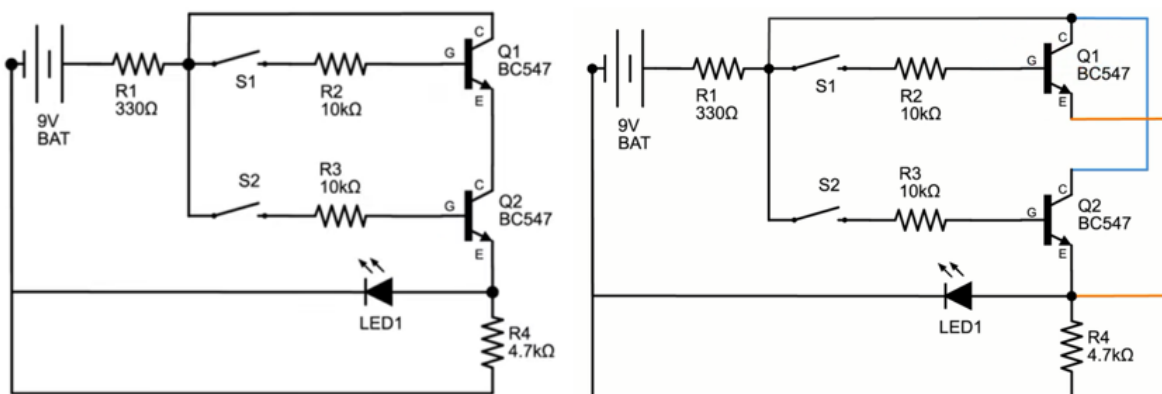 C
G
Q1
BC547
S1
E
R1
330Ω
R2
10kΩ
9V
BAT
R3
10kΩ
S2
C
G
Q2
BC547
E
LED1
R4
4.7kΩ
C
G
Q1
BC547
S1
E
R1
330Ω
R2
10kΩ
9V
BAT
R3
10kΩ
S2
C
G
Q2
BC547
E
LED1
R4
4.7kΩ